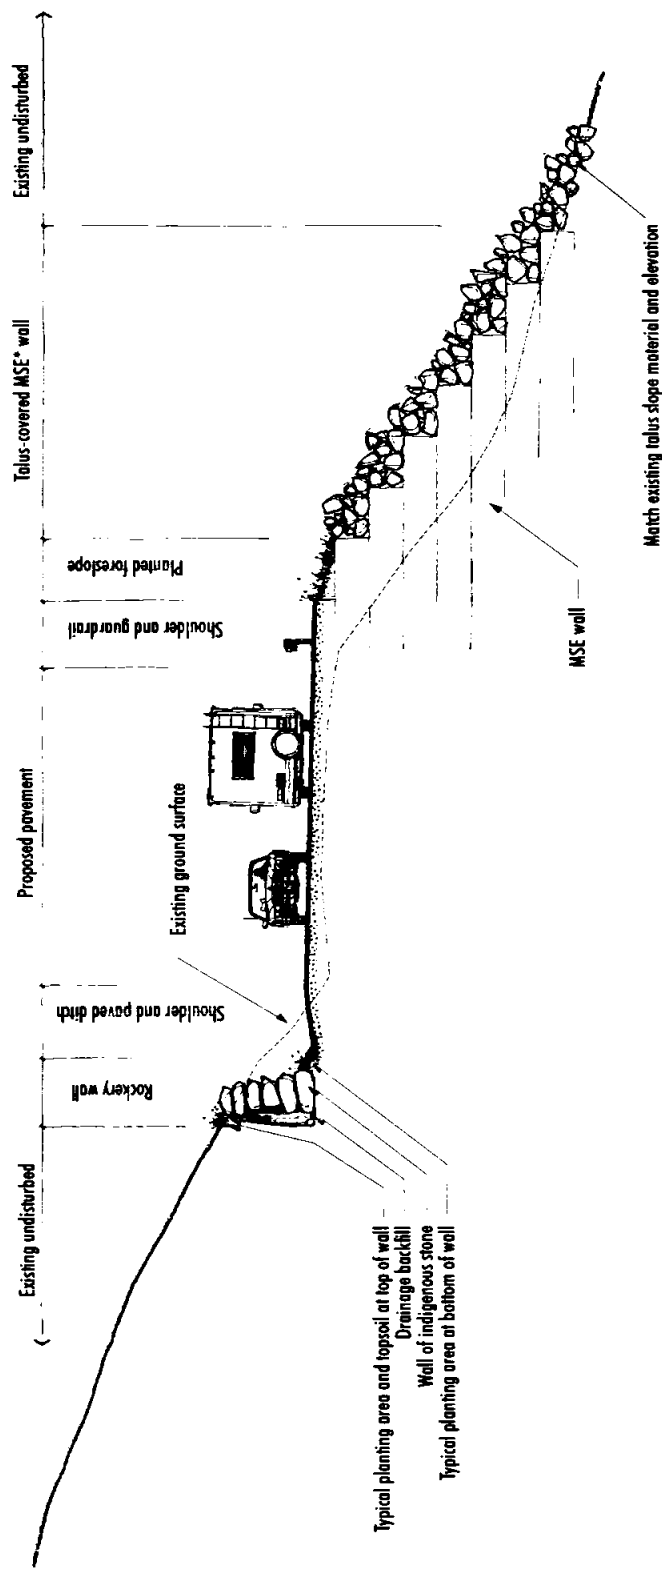 Existing undisturbed
Rockery wall
Shoulder and paved ditch
Proposed pavement
Shoulder and guardrail
Planted foreslope
Talus-covered MSE* wall
Existing undisturbed
Existing ground surface
Typical planting area and topsoil at top of wall
Drainage backfill
Wall of indigenous stone
Typical planting area at bottom of wall
MSE wall
Match existing talus slope material and elevation